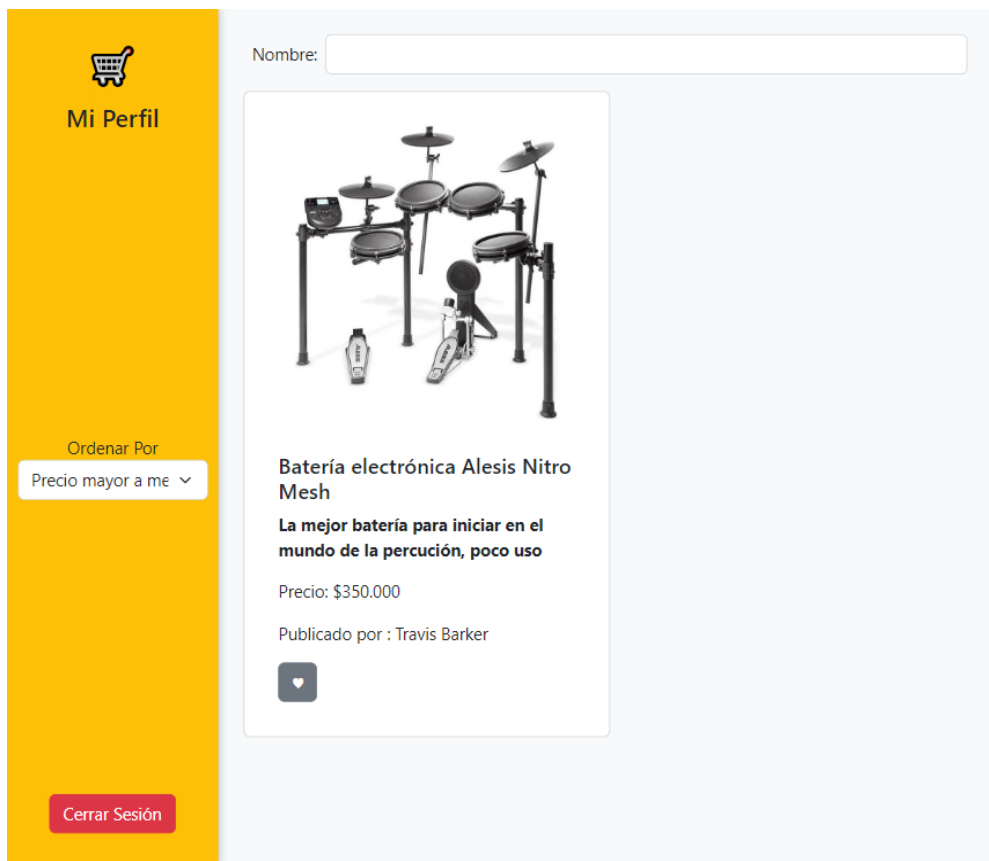 Mi Perfil
Ordenar Por
Precio mayor a me
Cerrar Sesión
Nombre:
Batería electrónica Alesis Nitro
Mesh
La mejor batería para iniciar en el
mundo de la percución, poco uso
Precio: $350.000
Publicado por : Travis Barker